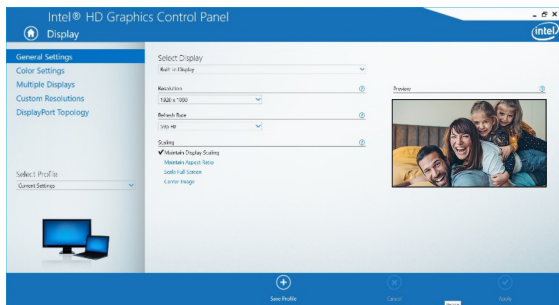 Intel® HD Graphics Control Panel
Display
intel
General Settings
Color Settings
Multiple Displays
Custom Resolutions
DisplayPort Topology
Select Profile
Current Settings
Select Display
Built-in Display
Resolution
Refresh Rate
Scaling
Maintain Display Scaling
Maintain Aspect Ratio
Scale Full Screen
Center Image
Preview
Save Profile
Cancel
Apply